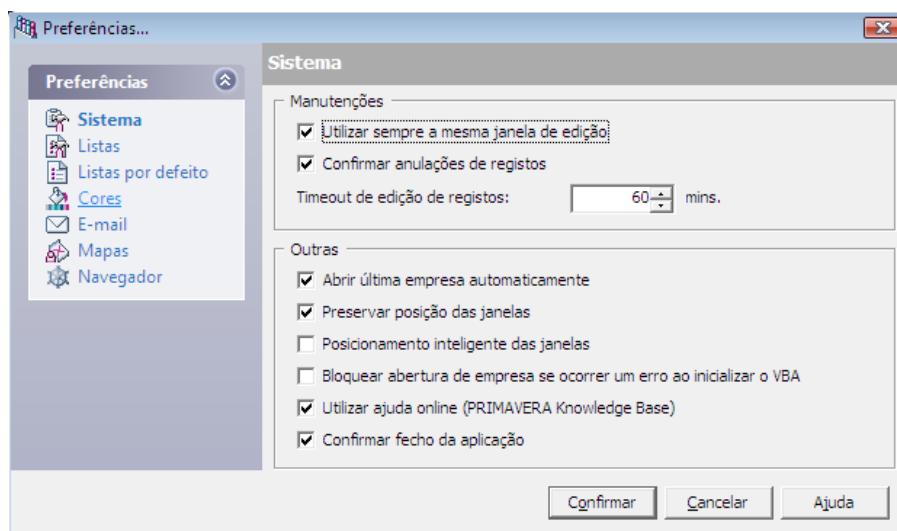 Preferências...
Preferências
Sistema
Listas
Listas por defeito
Cores
E-mail
Mapas
Navegador
Sistema
Manutenções
Utilizar sempre a mesma janela de edição
Confirmar anulações de registos
Timeout de edição de registos: 60 mins.
Outras
Abrir última empresa automaticamente
Preservar posição das janelas
Posicionamento inteligente das janelas
Bloquear abertura de empresa se ocorrer um erro ao inicializar o VBA
Utilizar ajuda online (PRIMAVERA Knowledge Base)
Confirmar fecho da aplicação
Confirmar Cancelar Ajuda